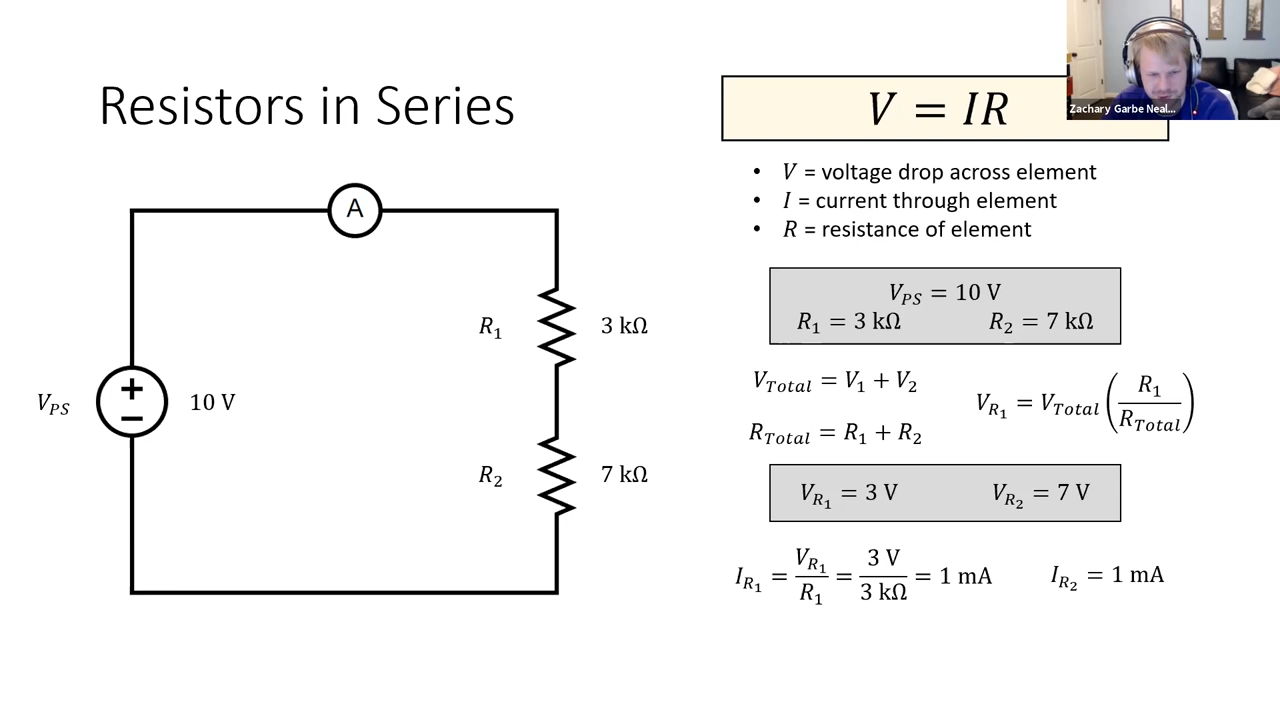 Resistors in Series
A
R₁ 3 kΩ
V_PS + − 10 V
R₂ 7 kΩ
V = IR
Zachary Garbe Neal...
• V = voltage drop across element
• I = current through element
• R = resistance of element
V_PS = 10 V
R₁ = 3 kΩ R₂ = 7 kΩ
V_Total = V₁ + V₂
R_Total = R₁ + R₂
V_R₁ = V_Total (R₁ / R_Total)
V_R₁ = 3 V V_R₂ = 7 V
I_R₁ = V_R₁ / R₁ = 3 V / 3 kΩ = 1 mA I_R₂ = 1 mA